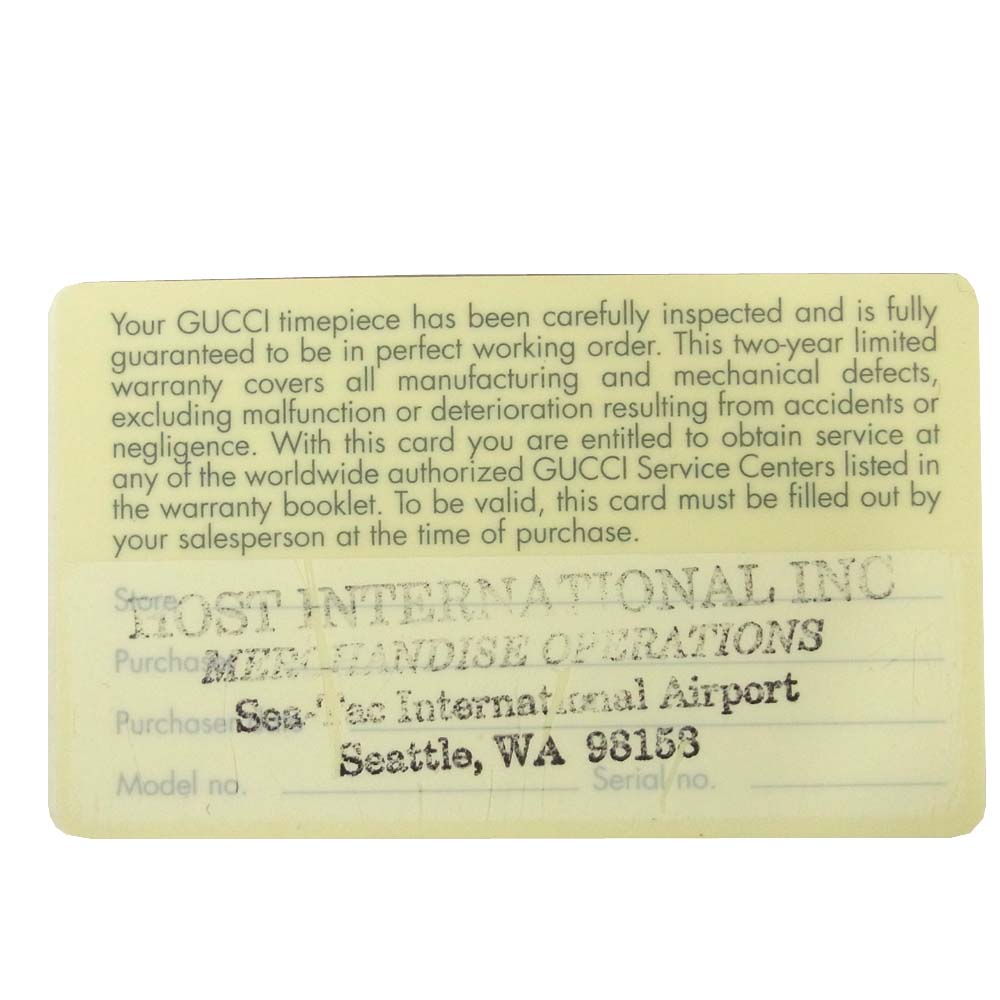 Your GUCCI timepiece has been carefully inspected and is fully
guaranteed to be in perfect working order. This two-year limited
warranty covers all manufacturing and mechanical defects,
excluding malfunction or deterioration resulting from accidents or
negligence. With this card you are entitled to obtain service at
any of the worldwide authorized GUCCI Service Centers listed in
the warranty booklet. To be valid, this card must be filled out by
your salesperson at the time of purchase.
Store
HOST INTERNATIONAL INC
MERCHANDISE OPERATIONS
Sea-Tac International Airport
Seattle, WA 98158
Model no. Serial no.